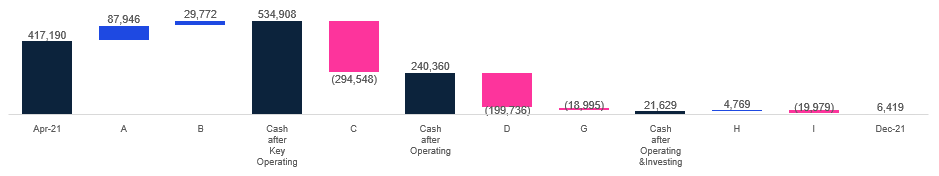 417,190
87,946
29,772
534,908
(294,548)
240,360
(199,736)
(18,995)
21,629
4,769
(19,979)
6,419
Apr-21
A
B
Cash
after
Key
Operating
C
Cash
after
Operating
D
G
Cash
after
Operating
&Investing
H
I
Dec-21